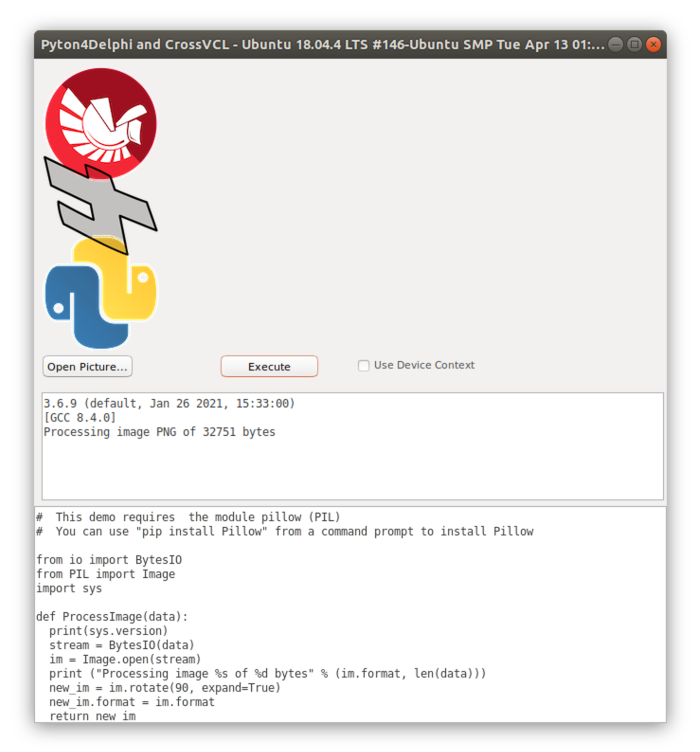 Pyton4Delphi and CrossVCL - Ubuntu 18.04.4 LTS #146-Ubuntu SMP Tue Apr 13 01:...
Open Picture...
Execute
Use Device Context
3.6.9 (default, Jan 26 2021, 15:33:00)
[GCC 8.4.0]
Processing image PNG of 32751 bytes
#  This demo requires  the module pillow (PIL)
#  You can use "pip install Pillow" from a command prompt to install Pillow
from io import BytesIO
from PIL import Image
import sys
def ProcessImage(data):
  print(sys.version)
  stream = BytesIO(data)
  im = Image.open(stream)
  print ("Processing image %s of %d bytes" % (im.format, len(data)))
  new_im = im.rotate(90, expand=True)
  new_im.format = im.format
  return new_im